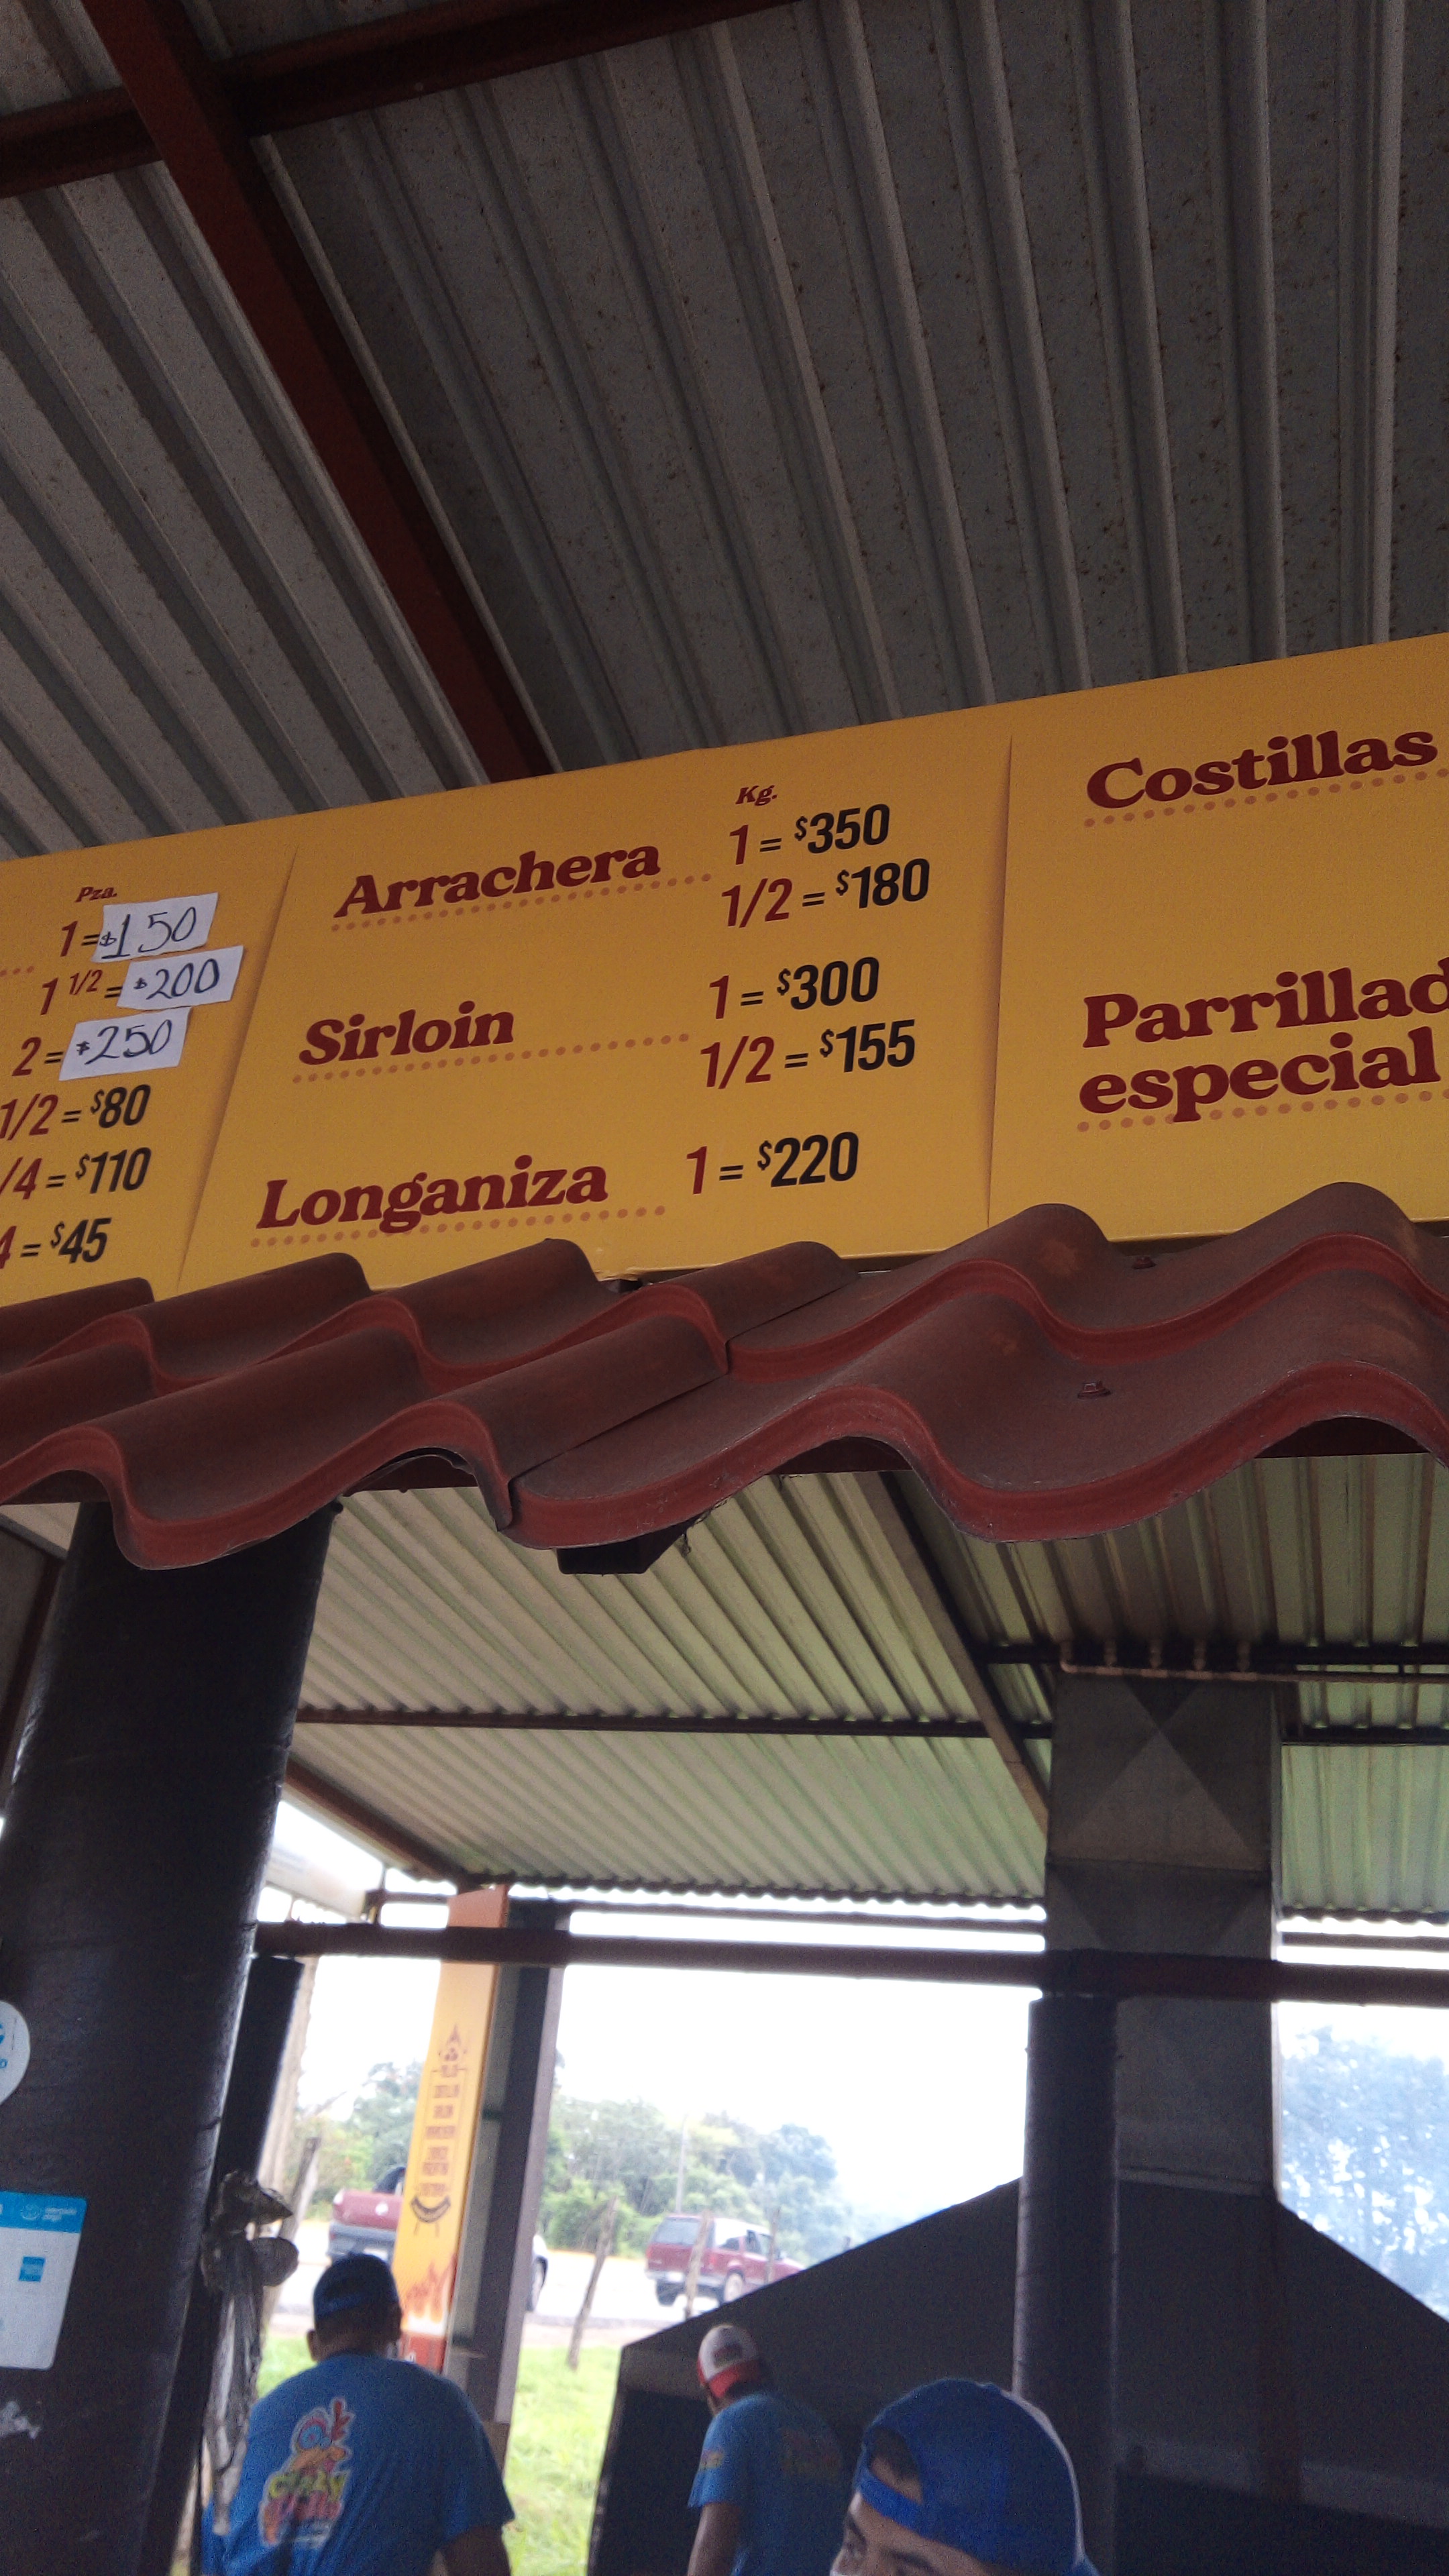 Pza.
1=$150
1 1/2=$200
2=$250
1/2=$80
/4=$110
4=$45
Kg.
Arrachera 1=$350
1/2=$180
Sirloin 1=$300
1/2=$155
Longaniza 1=$220
Costillas
Parrillad
especial